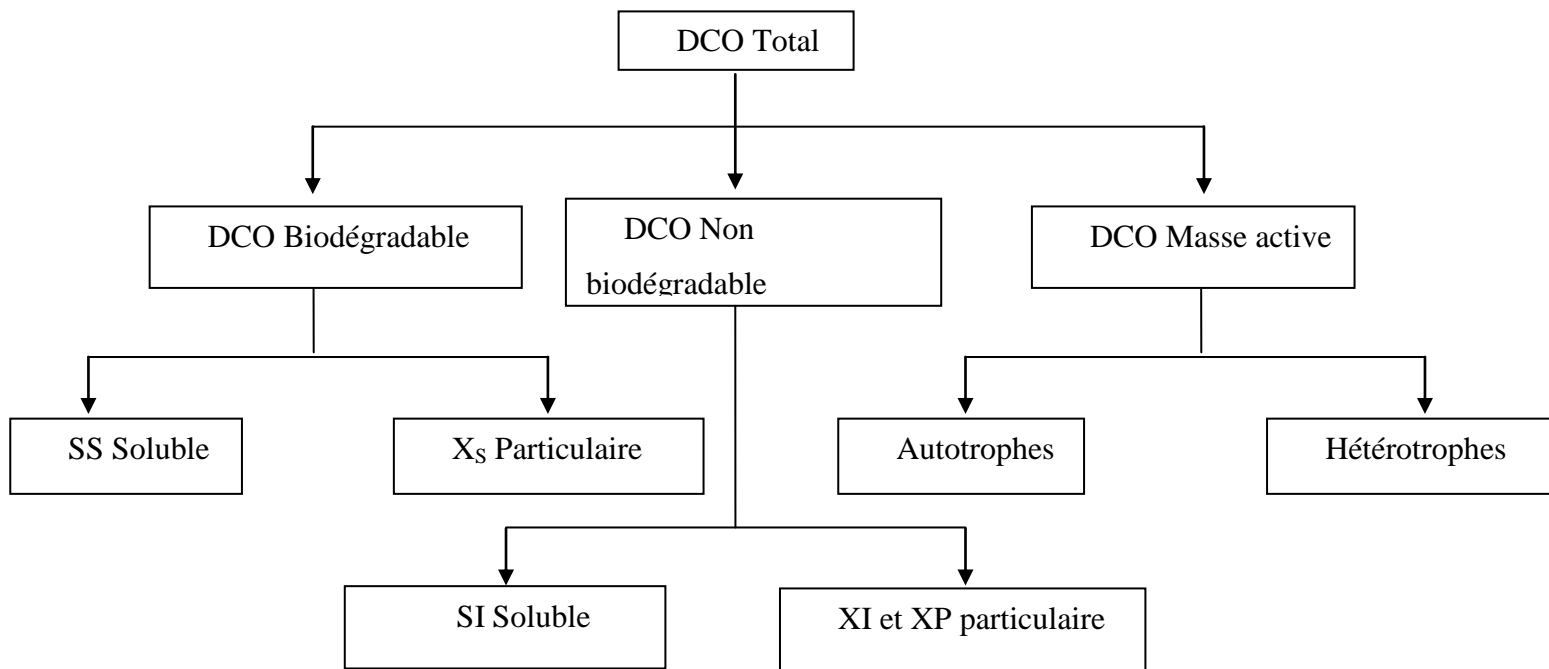 DCO Total
DCO Biodégradable
DCO Non
biodégradable
DCO Masse active
SS Soluble
XS Particulaire
Autotrophes
Hétérotrophes
SI Soluble
XI et XP particulaire